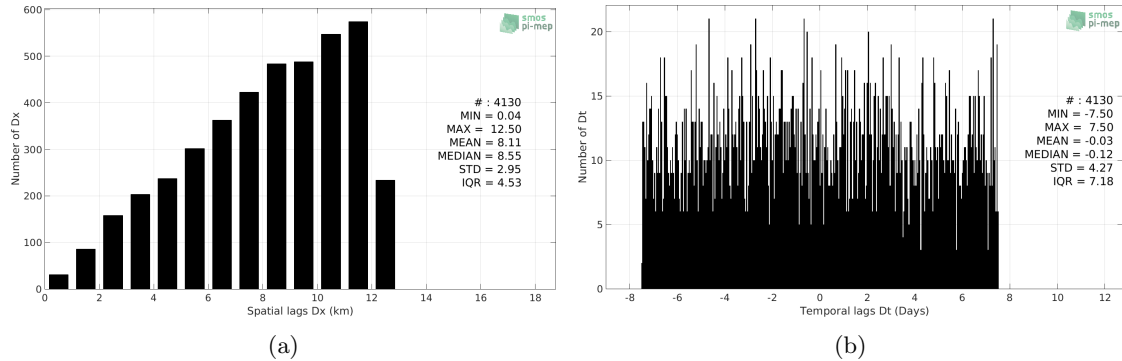 600
500
400
300
200
100
0
Number of Dx
0 2 4 6 8 10 12 14 16 18
Spatial lags Dx (km)
smos
pi-mep
# : 4130
MIN = 0.04
MAX = 12.50
MEAN = 8.11
MEDIAN = 8.55
STD = 2.95
IQR = 4.53
(a)
20
15
10
5
0
Number of Dt
-8 -6 -4 -2 0 2 4 6 8 10 12
Temporal lags Dt (Days)
smos
pi-mep
# : 4130
MIN = -7.50
MAX = 7.50
MEAN = -0.03
MEDIAN = -0.12
STD = 4.27
IQR = 7.18
(b)